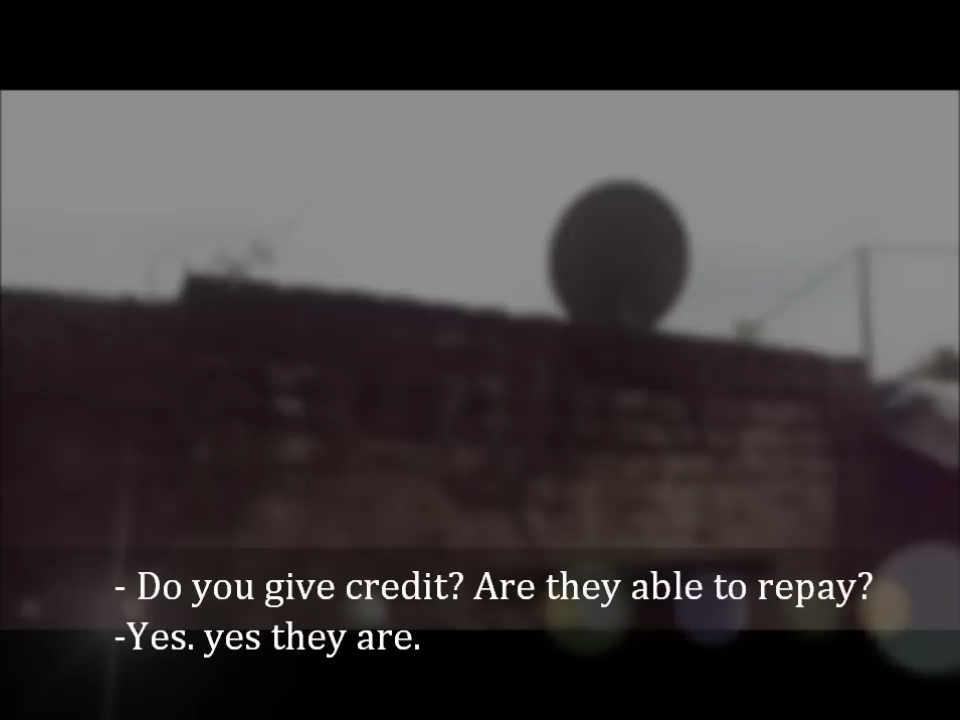 - Do you give credit? Are they able to repay?
-Yes. yes they are.